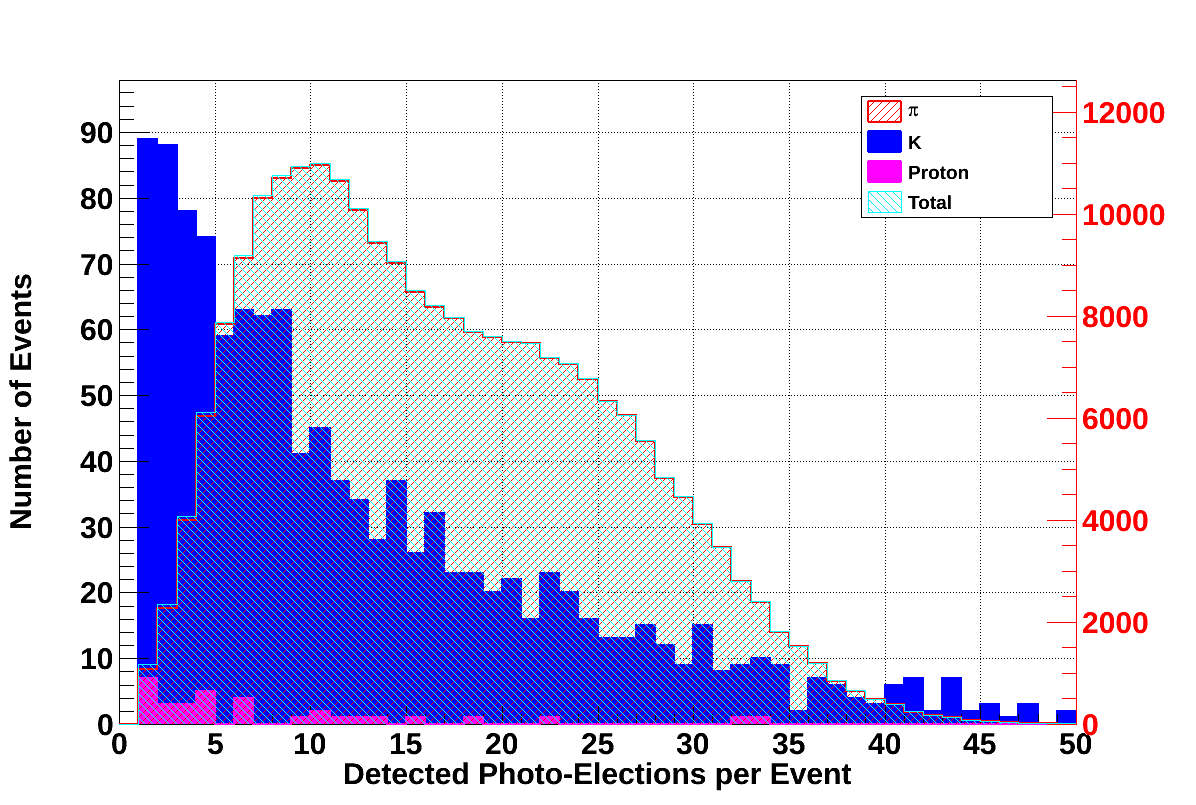 π
K
Proton
Total
Number of Events
90
80
70
60
50
40
30
20
10
0
12000
10000
8000
6000
4000
2000
0
0 5 10 15 20 25 30 35 40 45 50
Detected Photo-Elections per Event